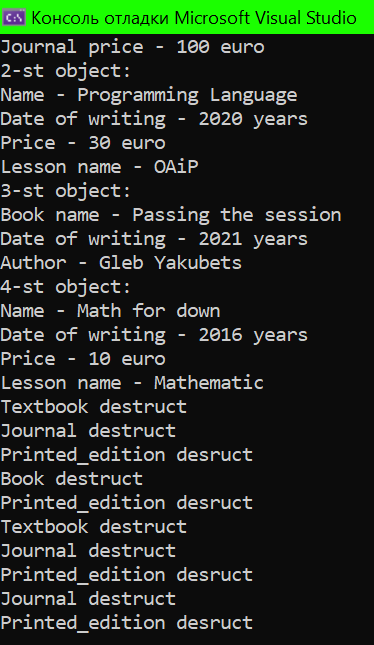 Консоль отладки Microsoft Visual Studio
Journal price - 100 euro
2-st object:
Name - Programming Language
Date of writing - 2020 years
Price - 30 euro
Lesson name - OAiP
3-st object:
Book name - Passing the session
Date of writing - 2021 years
Author - Gleb Yakubets
4-st object:
Name - Math for down
Date of writing - 2016 years
Price - 10 euro
Lesson name - Mathematic
Textbook destruct
Journal destruct
Printed_edition desruct
Book destruct
Printed_edition desruct
Textbook destruct
Journal destruct
Printed_edition desruct
Journal destruct
Printed_edition desruct